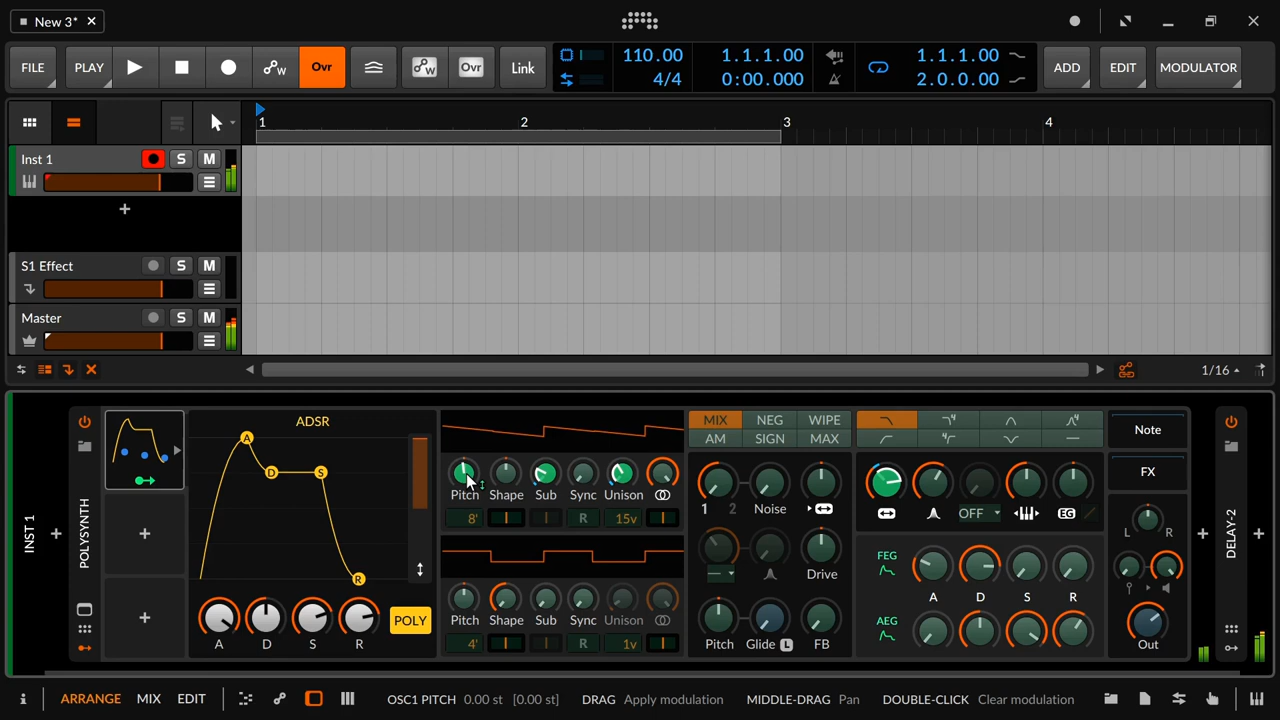 New 3*
FILE PLAY Ovr Ovr Link 110.00 1.1.1.00 1.1.1.00 ADD EDIT MODULATOR
4/4 0:00.000 2.0.0.00
1 2 3 4
Inst 1 S M
+
S1 Effect S M
Master S M
1/16
ADSR MIX NEG WIPE
AM SIGN MAX Note
A D S R
Pitch Shape Sub Sync Unison 1 2 Noise OFF EG FX
8' R 15v L R
INST 1 + POLYSYNTH + DELAY-2 +
FEG A D S R
Drive
Pitch Shape Sub Sync Unison
A D S R POLY 4' R 1v Pitch Glide L FB AEG Out
ARRANGE MIX EDIT OSC1 PITCH 0.00 st [0.00 st] DRAG Apply modulation MIDDLE-DRAG Pan DOUBLE-CLICK Clear modulation